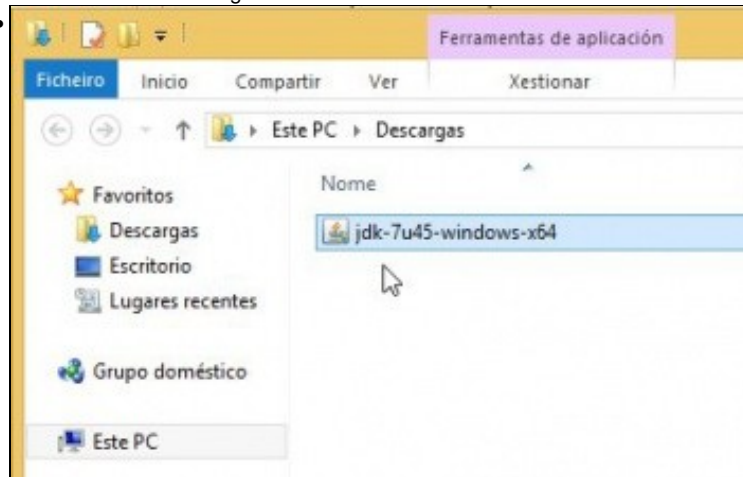 Ferramentas de aplicación
Ficheiro Inicio Compartir Ver Xestionar
Este PC Descargas
Nome
Favoritos
Descargas
Escritorio
Lugares recentes
Grupo doméstico
Este PC
jdk-7u45-windows-x64